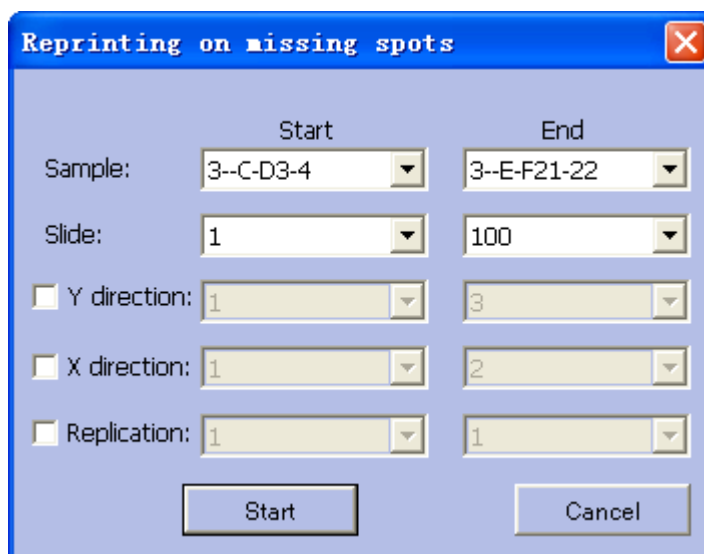 Reprinting on missing spots
Start End
Sample: 3--C-D3-4 3--E-F21-22
Slide: 1 100
Y direction: 1 3
X direction: 1 2
Replication: 1 1
Start Cancel